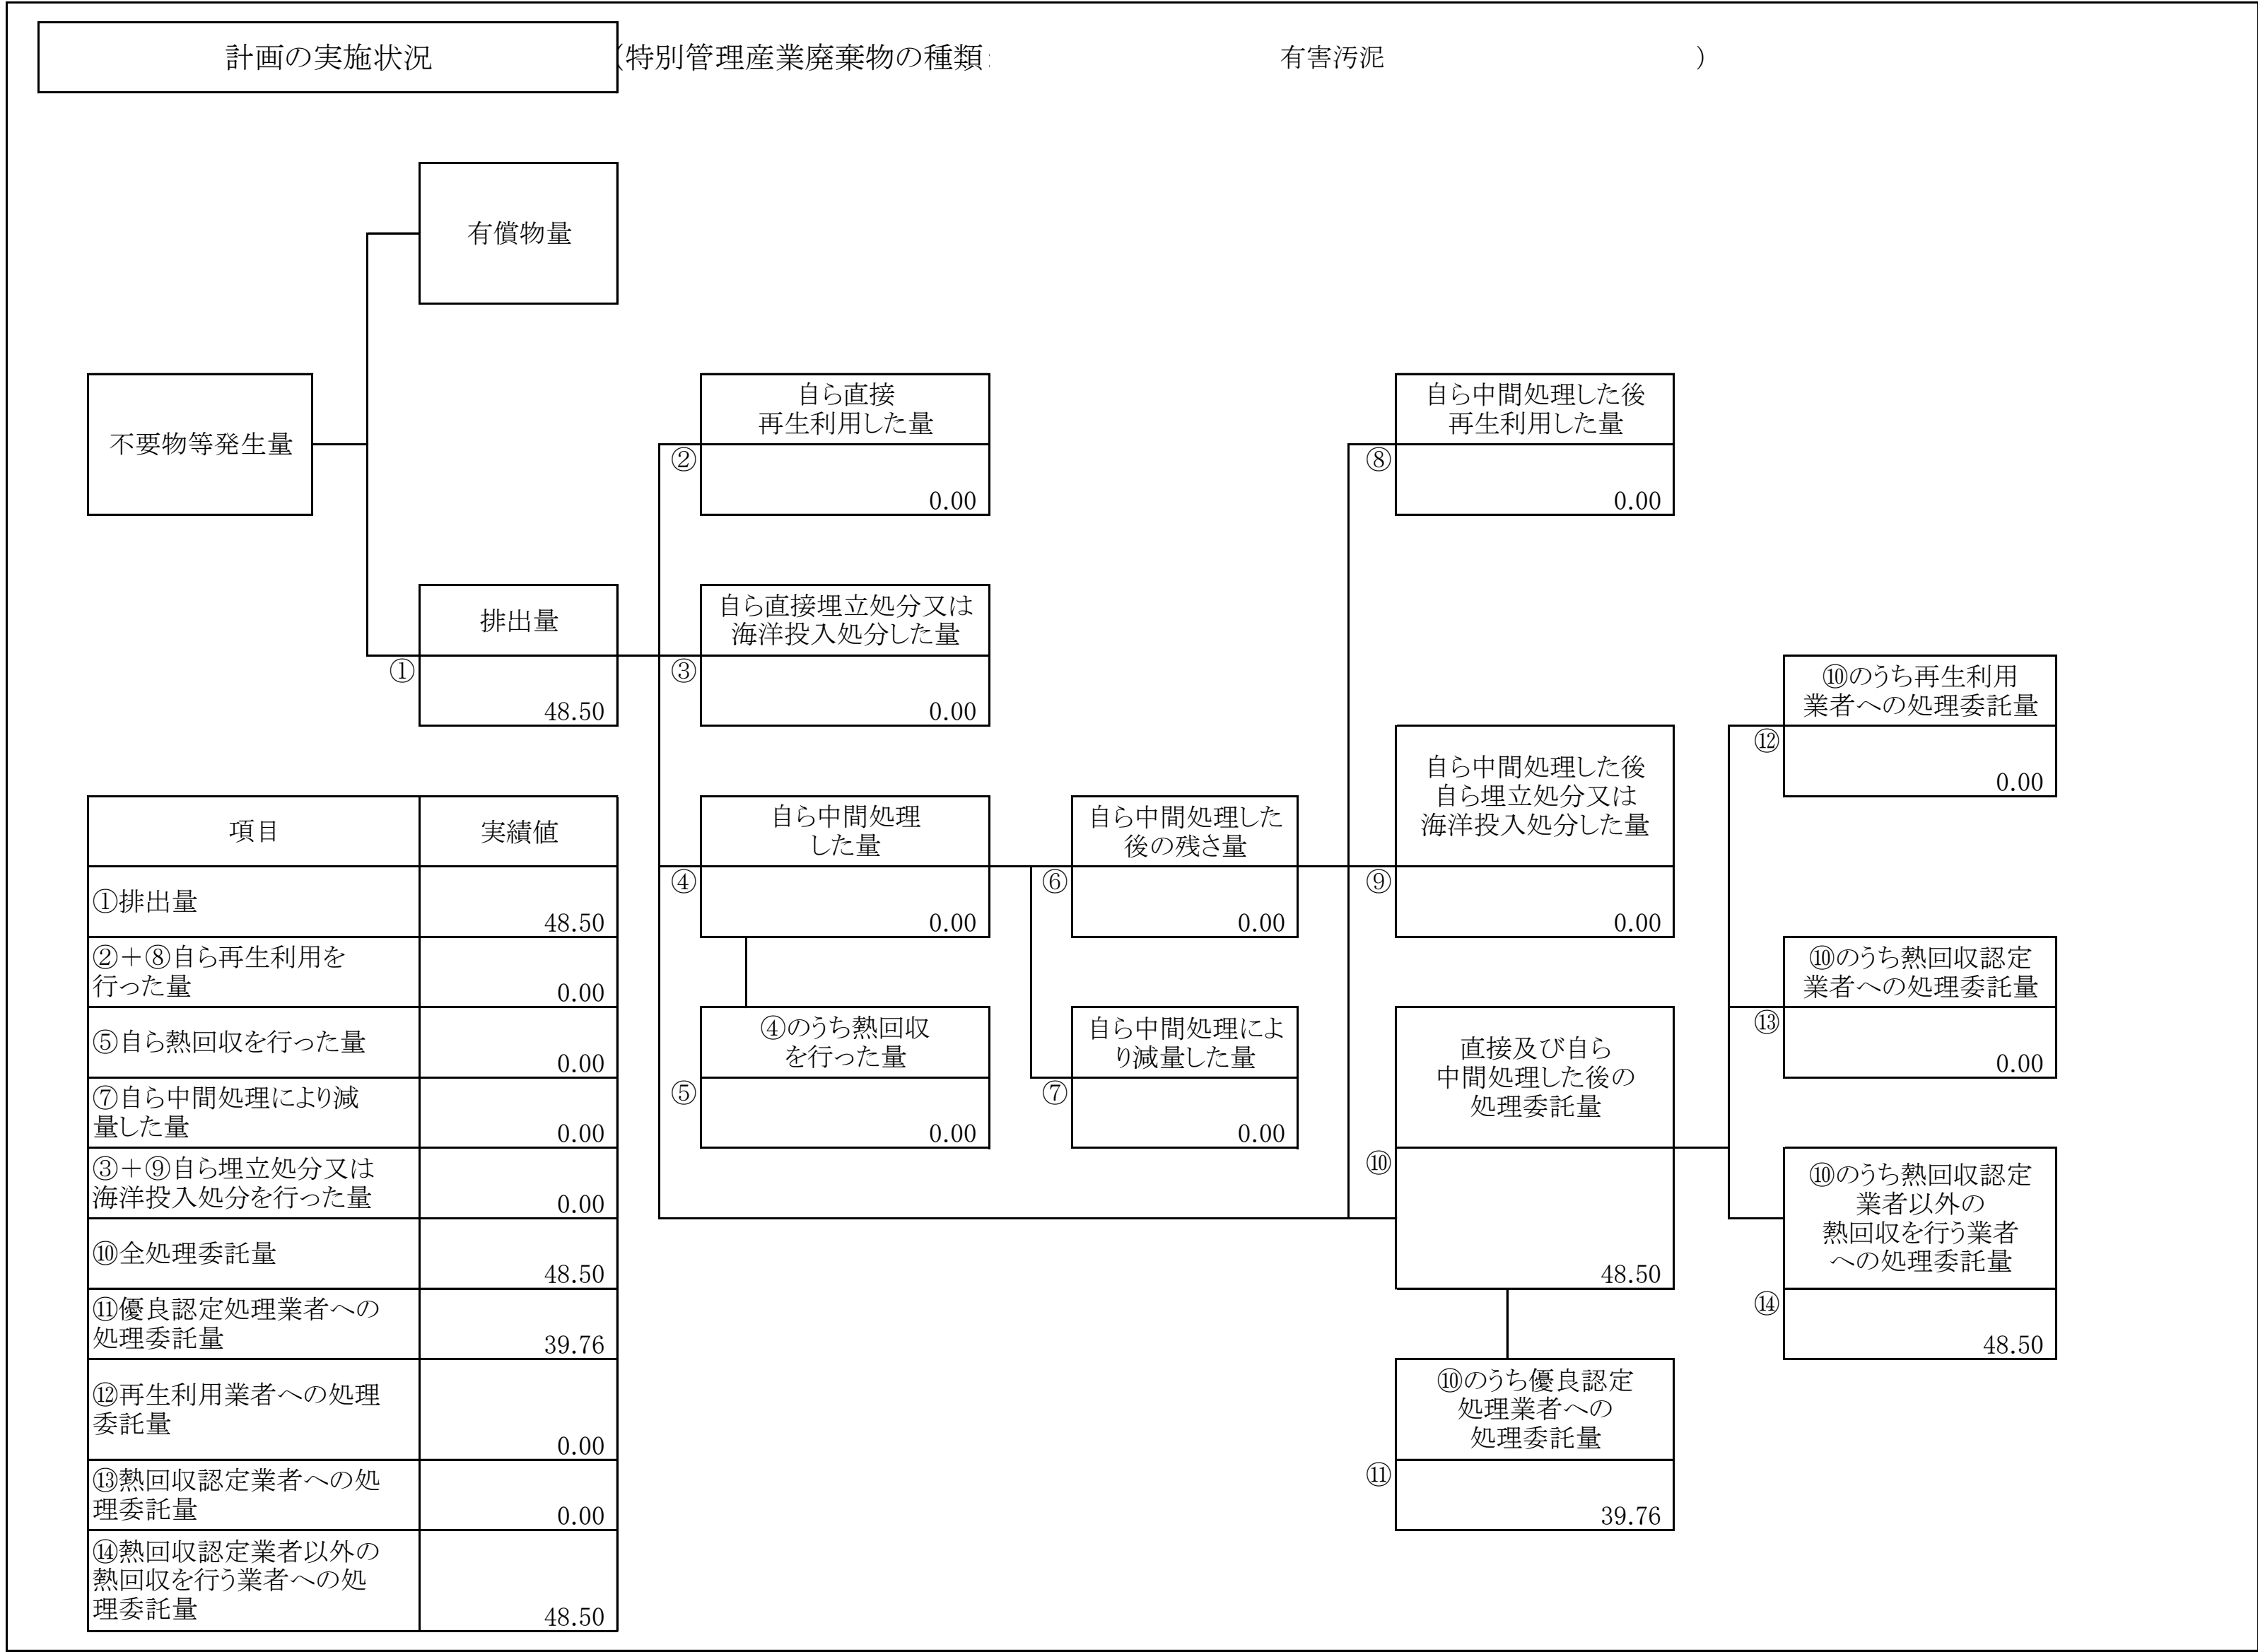 計画の実施状況
(特別管理産業廃棄物の種類:
有害汚泥
)
有償物量
不要物等発生量
自ら直接
再生利用した量
②
0.00
自ら中間処理した後
再生利用した量
⑧
0.00
排出量
①
48.50
自ら直接埋立処分又は
海洋投入処分した量
③
0.00
⑩のうち再生利用
業者への処理委託量
⑫
0.00
自ら中間処理した後
自ら埋立処分又は
海洋投入処分した量
⑨
0.00
自ら中間処理
した量
④
0.00
自ら中間処理した
後の残さ量
⑥
0.00
⑩のうち熱回収認定
業者への処理委託量
⑬
0.00
④のうち熱回収
を行った量
⑤
0.00
自ら中間処理によ
り減量した量
⑦
0.00
直接及び自ら
中間処理した後の
処理委託量
⑩
48.50
⑩のうち熱回収認定
業者以外の
熱回収を行う業者
への処理委託量
⑭
48.50
⑩のうち優良認定
処理業者への
処理委託量
⑪
39.76
項目
実績値
①排出量
48.50
②+⑧自ら再生利用を
行った量
0.00
⑤自ら熱回収を行った量
0.00
⑦自ら中間処理により減
量した量
0.00
③+⑨自ら埋立処分又は
海洋投入処分を行った量
0.00
⑩全処理委託量
48.50
⑪優良認定処理業者への
処理委託量
39.76
⑫再生利用業者への処理
委託量
0.00
⑬熱回収認定業者への処
理委託量
0.00
⑭熱回収認定業者以外の
熱回収を行う業者への処
理委託量
48.50